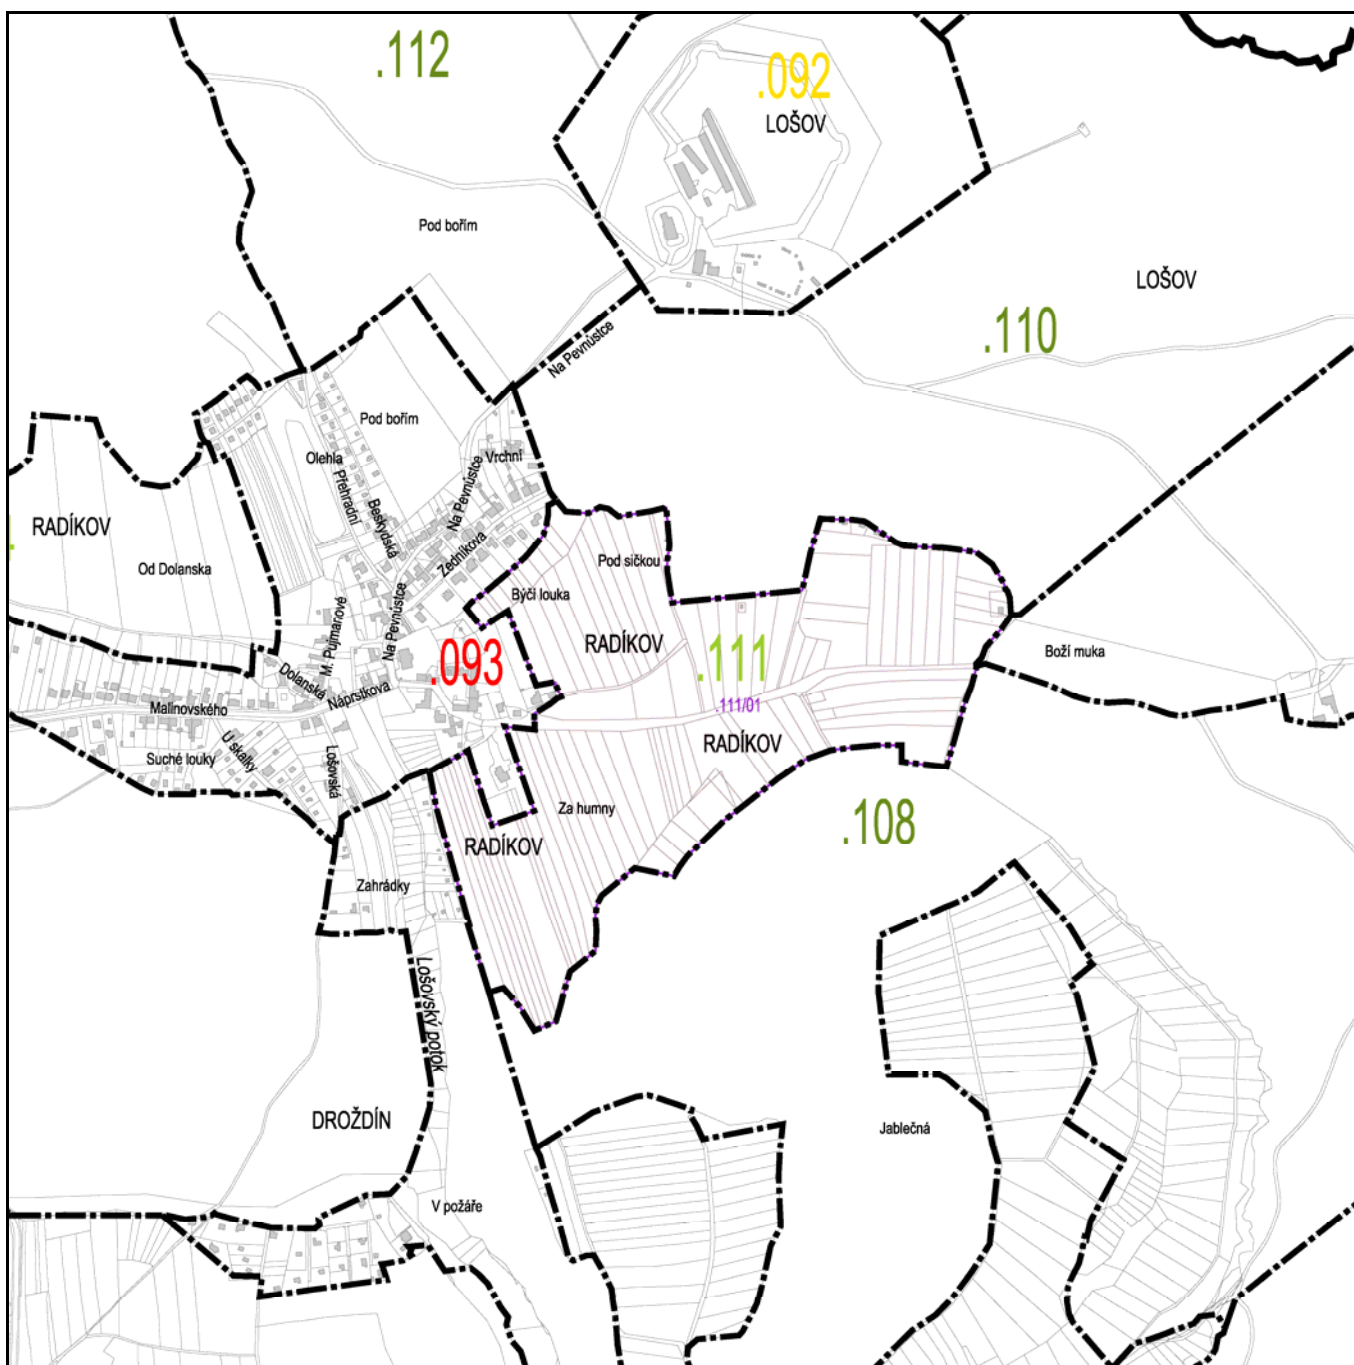 .112
.092
LOŠOV
Pod bořím
LOŠOV
.110
Na Pevnůstce
Pod bořím
Olehla
Vrchní
Přehradní
Beskydská
Na Pevnůstce
RADÍKOV
Zedníkova
Pod sičkou
Od Dolanska
Býčí louka
M. Pujmarové
Na Pevnůstce
RADÍKOV
.093
.111
Boží muka
Dolanská
Náprstkova
Malinovského
.111/01
RADÍKOV
U skalky
Suché louky
Lošovská
Za humny
.108
RADÍKOV
Zahrádky
Lošovský potok
DROŽDÍN
Jablečná
V požáře